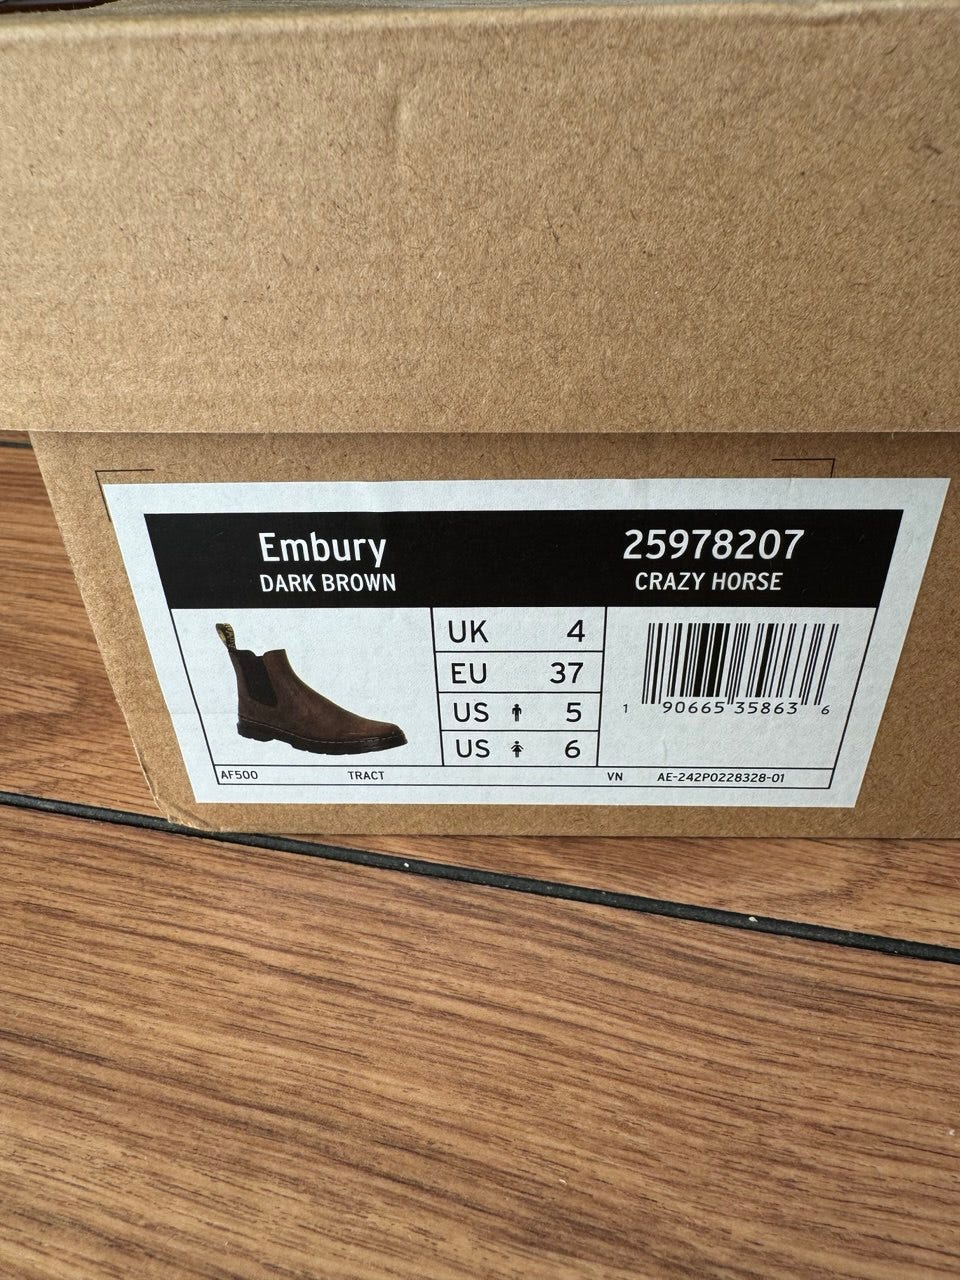 Embury 25978207
DARK BROWN CRAZY HORSE
UK 4
EU 37
US 5
US 6
1 90665 35863 6
AF500 TRACT VN AE-242P0228328-01